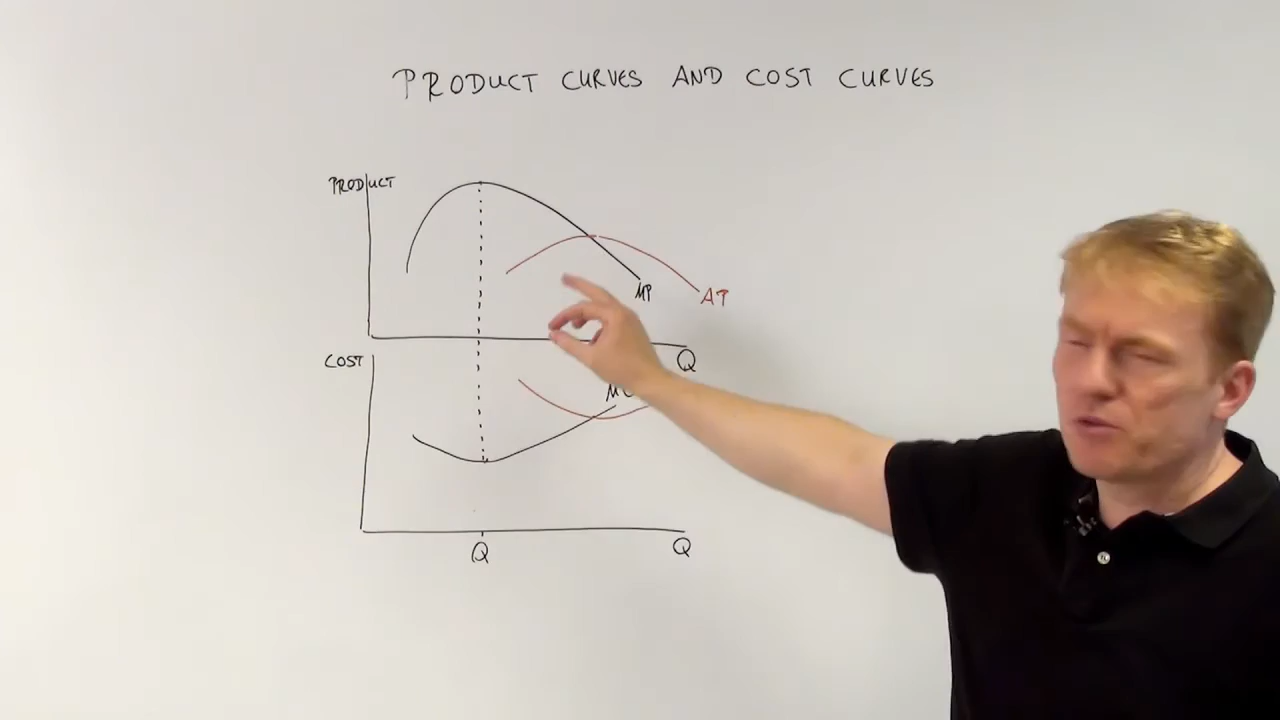 PRODUCT CURVES AND COST CURVES
PRODUCT
MP
AP
Q
COST
Q
Q